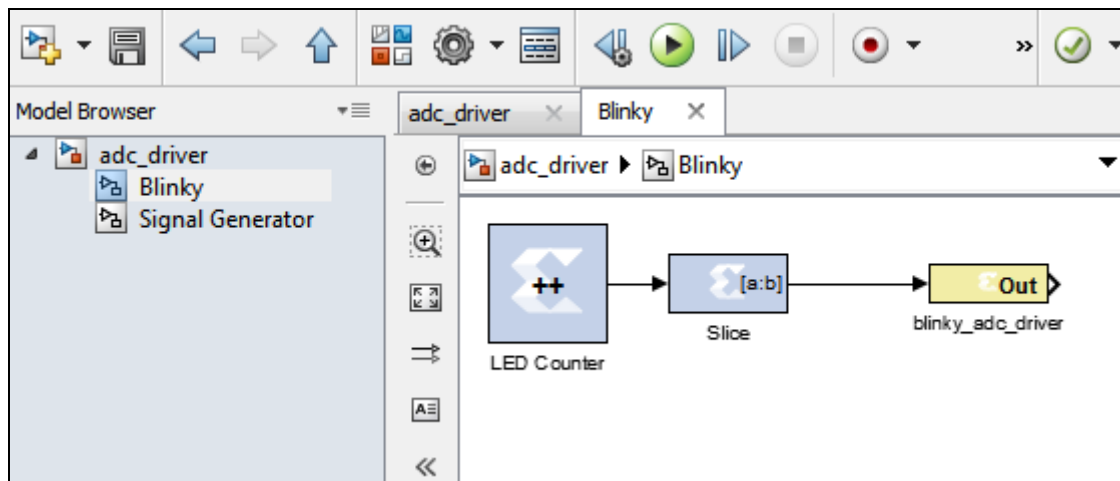 Model Browser
adc_driver
Blinky
Signal Generator
adc_driver
Blinky
adc_driver
Blinky
++
LED Counter
[a:b]
Slice
Out
blinky_adc_driver